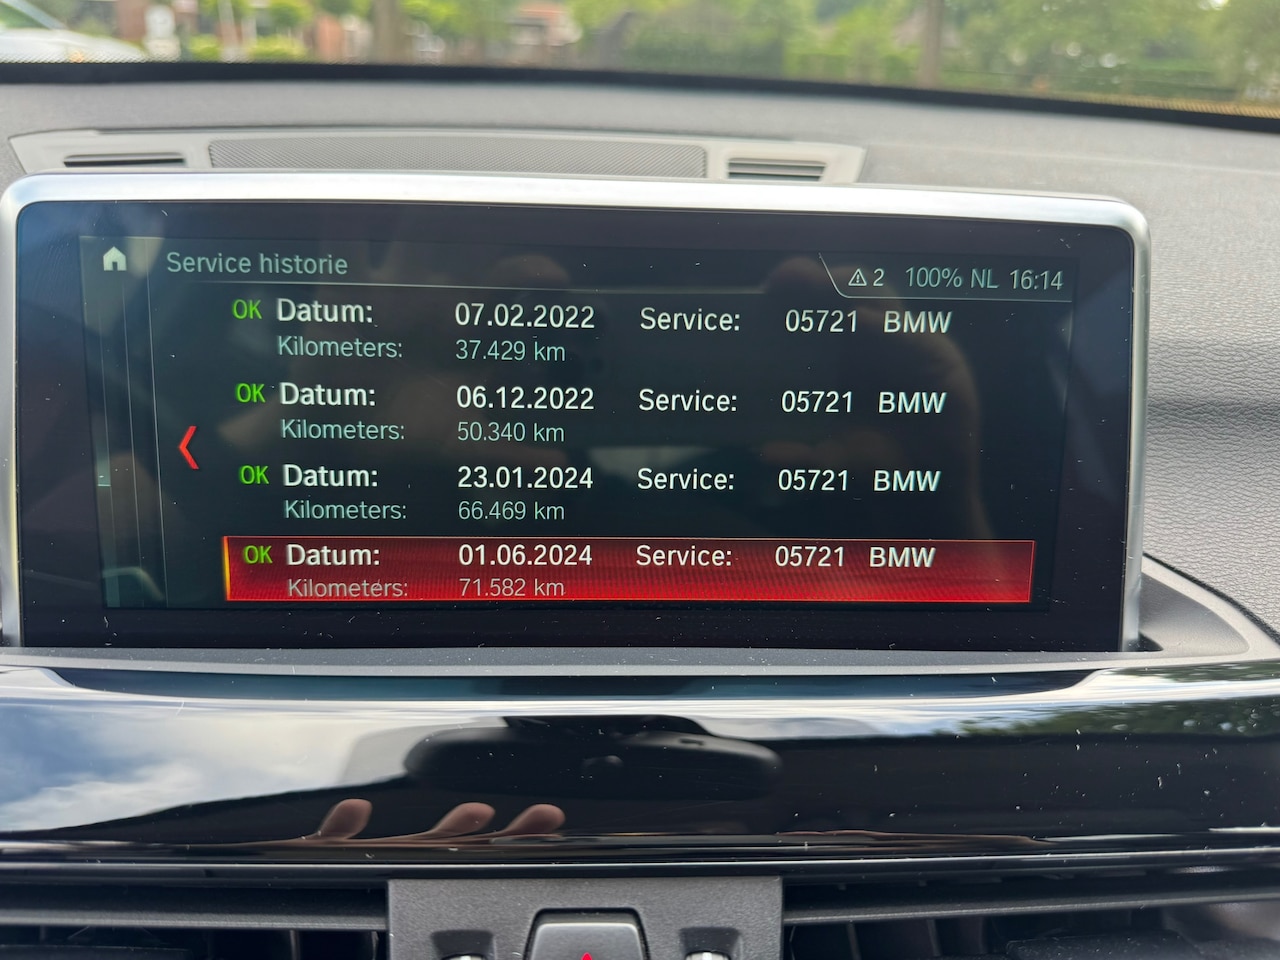 Service historie
2 100% NL 16:14
OK Datum: 07.02.2022 Service: 05721 BMW
Kilometers: 37.429 km
OK Datum: 06.12.2022 Service: 05721 BMW
Kilometers: 50.340 km
OK Datum: 23.01.2024 Service: 05721 BMW
Kilometers: 66.469 km
OK Datum: 01.06.2024 Service: 05721 BMW
Kilometers: 71.582 km